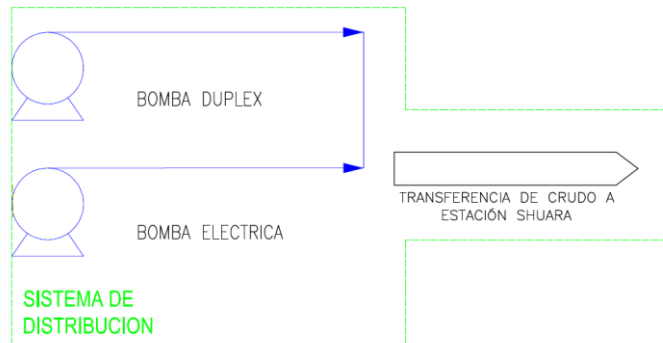 BOMBA DUPLEX
TRANSFERENCIA DE CRUDO A
ESTACIÓN SHUARA
BOMBA ELECTRICA
SISTEMA DE
DISTRIBUCION